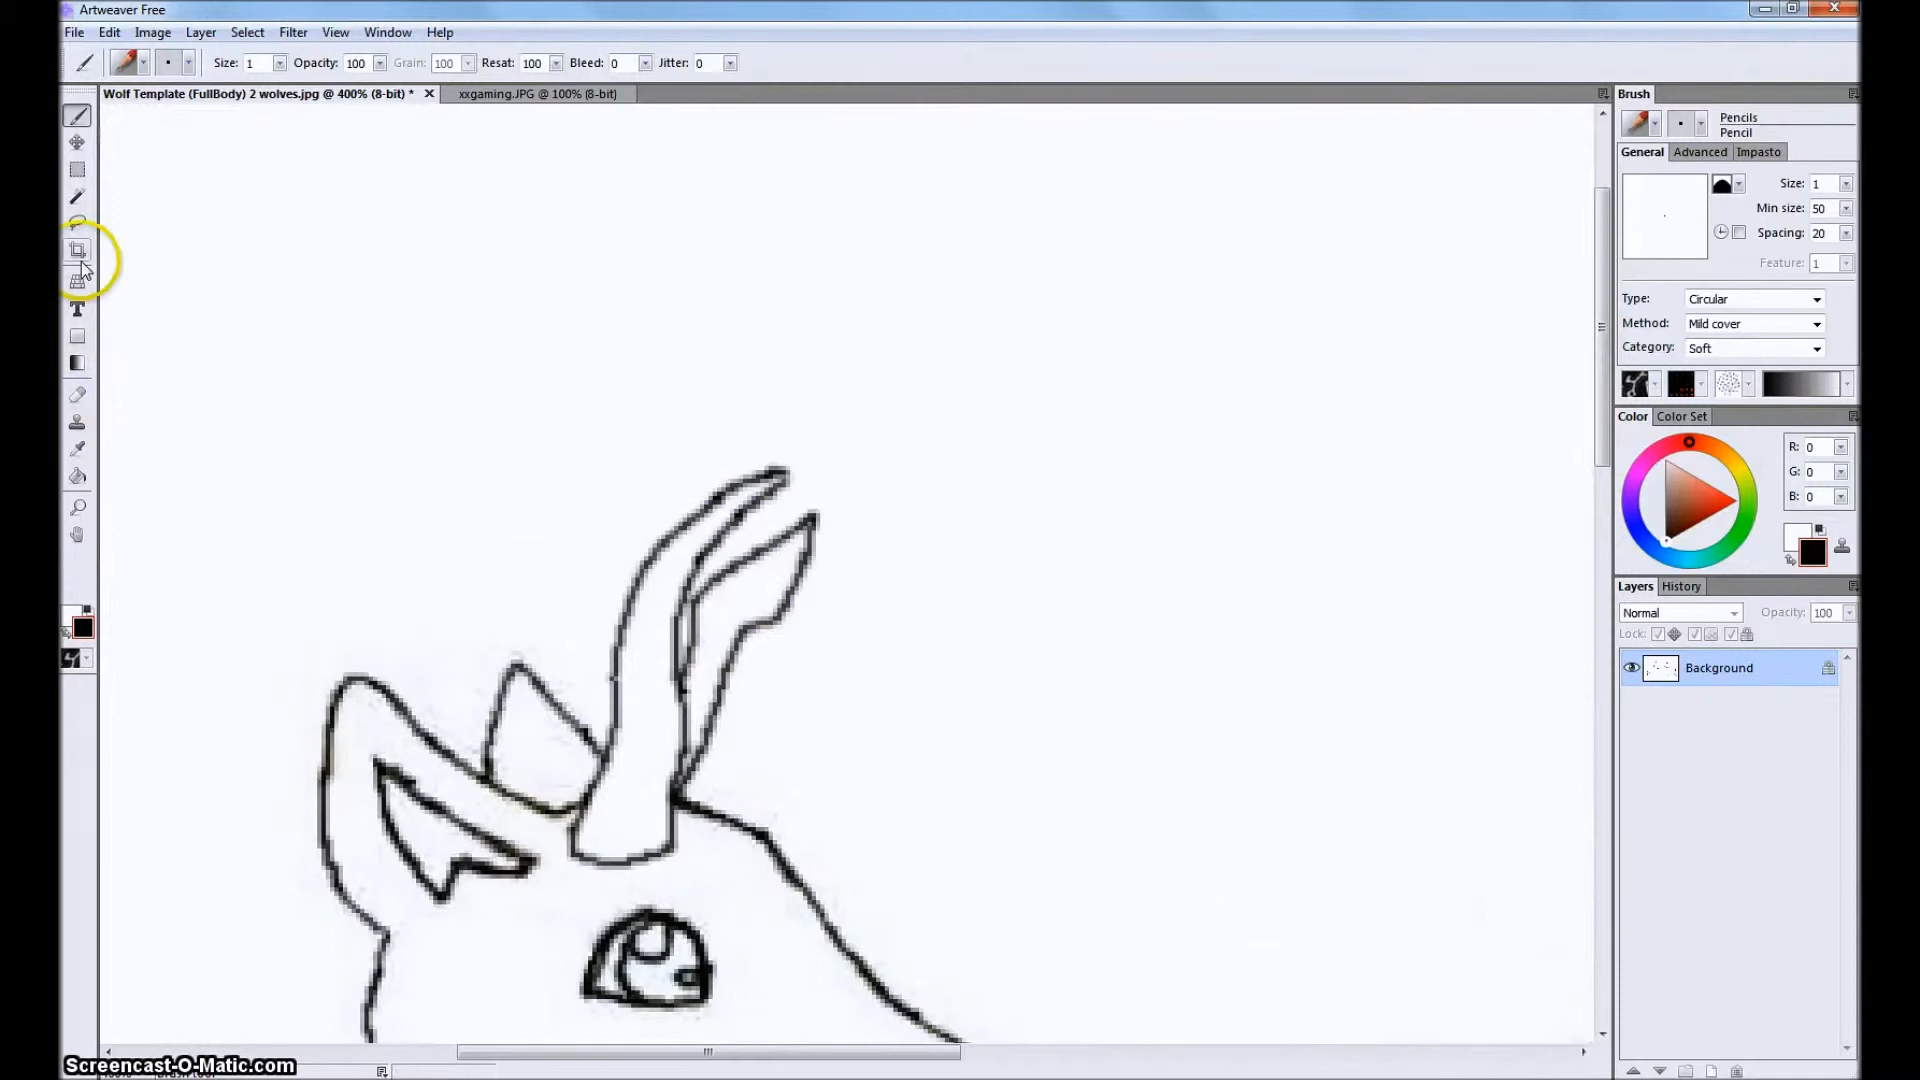 Artweaver Free
File Edit Image Layer Select Filter View Window Help
Size: 1 Opacity: 100 Grain: 100 Resat: 100 Bleed: 0 Jitter: 0
Wolf Template (FullBody) 2 wolves.jpg @ 400% (8-bit) * xxgaming.JPG @ 100% (8-bit)
Brush
Pencils
Pencil
General Advanced Impasto
Size: 1
Min size: 50
Spacing: 20
Feature: 1
Type: Circular
Method: Mild cover
Category: Soft
Color Color Set
R: 0
G: 0
B: 0
Layers History
Normal Opacity: 100
Lock:
Background
T
Screencast-O-Matic.com